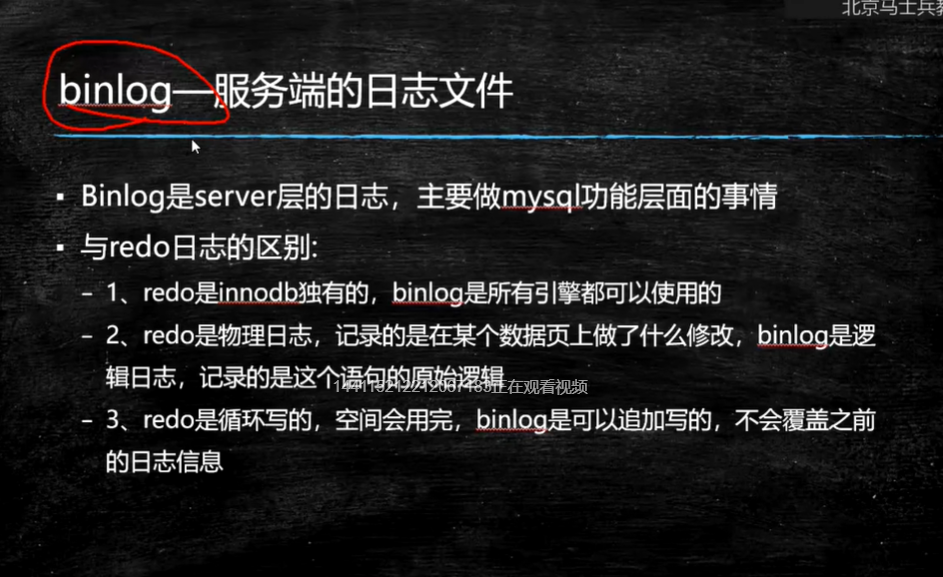 北京马士兵教
binlog—服务端的日志文件
▪ Binlog是server层的日志，主要做mysql功能层面的事情
▪ 与redo日志的区别:
– 1、redo是innodb独有的，binlog是所有引擎都可以使用的
– 2、redo是物理日志，记录的是在某个数据页上做了什么修改，binlog是逻
辑日志，记录的是这个语句的原始逻辑
正在观看视频
– 3、redo是循环写的，空间会用完，binlog是可以追加写的，不会覆盖之前
的日志信息